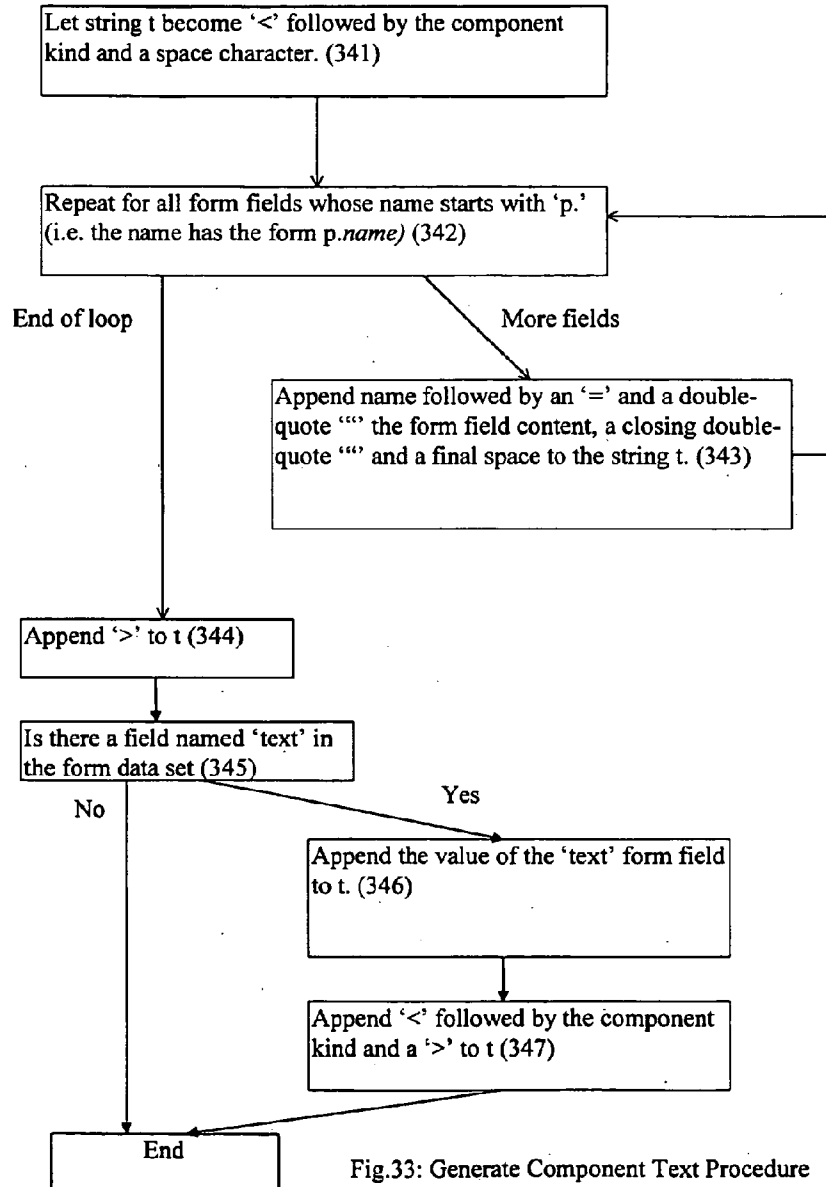 Let string t become ‘<’ followed by the component
kind and a space character. (341)
Repeat for all form fields whose name starts with ‘p.’
(i.e. the name has the form p.name) (342)
End of loop
More fields
Append name followed by an ‘=’ and a double-
quote ““’ the form field content, a closing double-
quote ““’ and a final space to the string t. (343)
Append ‘>’ to t (344)
Is there a field named ‘text’ in
the form data set (345)
No
Yes
Append the value of the ‘text’ form field
to t. (346)
Append ‘<’ followed by the component
kind and a ‘>’ to t (347)
End
Fig.33: Generate Component Text Procedure